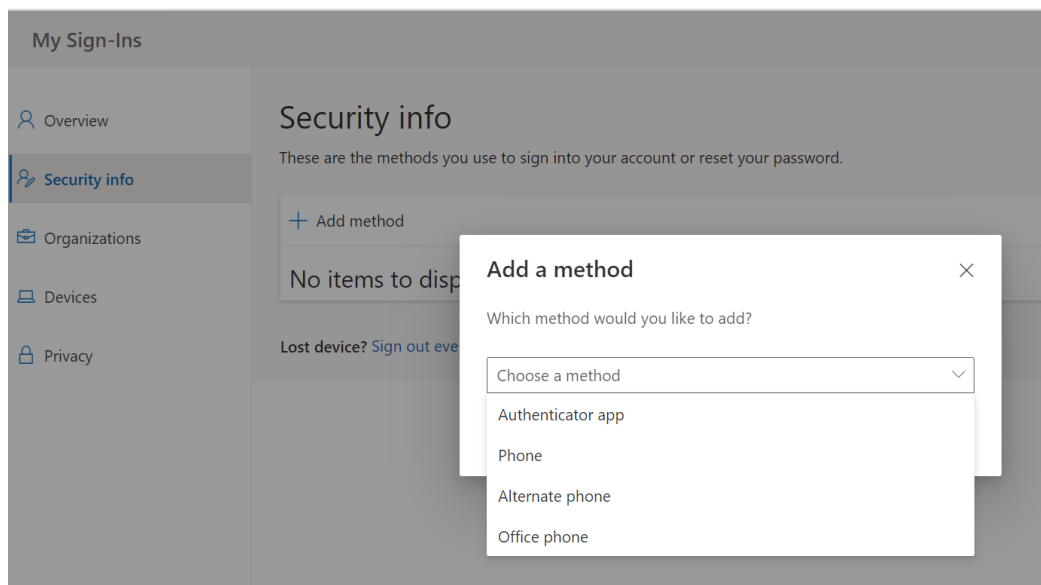 My Sign-Ins
Overview
Security info
Organizations
Devices
Privacy
Security info
These are the methods you use to sign into your account or reset your password.
Add method
No items to disp
Lost device? Sign out eve
Add a method
Which method would you like to add?
Choose a method
Authenticator app
Phone
Alternate phone
Office phone